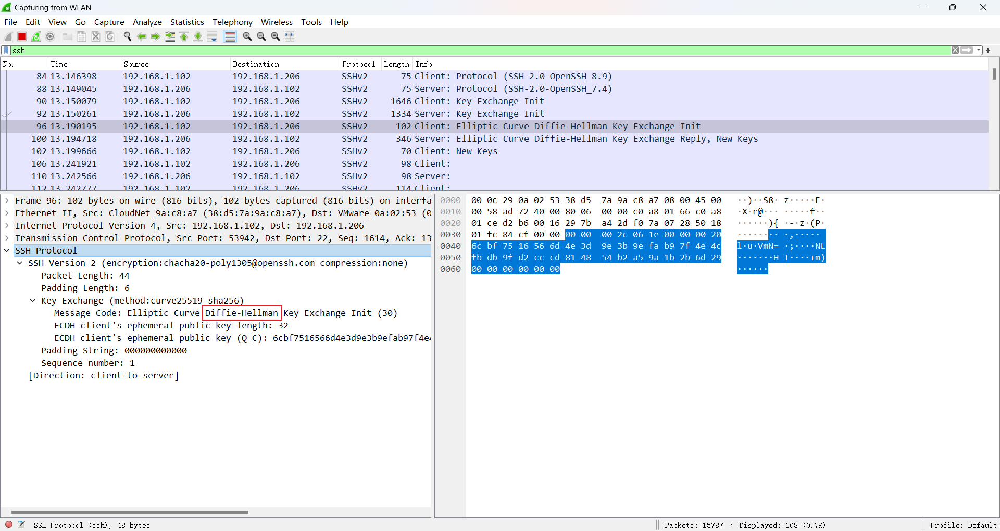 Capturing from WLAN
File Edit View Go Capture Analyze Statistics Telephony Wireless Tools Help
ssh
No. Time Source Destination Protocol Length Info
84 13.146398 192.168.1.102 192.168.1.206 SSHv2 75 Client: Protocol (SSH-2.0-OpenSSH_8.9)
88 13.149045 192.168.1.206 192.168.1.102 SSHv2 75 Server: Protocol (SSH-2.0-OpenSSH_7.4)
90 13.150079 192.168.1.102 192.168.1.206 SSHv2 1646 Client: Key Exchange Init
92 13.150261 192.168.1.206 192.168.1.102 SSHv2 1334 Server: Key Exchange Init
96 13.190195 192.168.1.102 192.168.1.206 SSHv2 102 Client: Elliptic Curve Diffie-Hellman Key Exchange Init
100 13.194718 192.168.1.206 192.168.1.102 SSHv2 346 Server: Elliptic Curve Diffie-Hellman Key Exchange Reply, New Keys
102 13.199666 192.168.1.102 192.168.1.206 SSHv2 70 Client: New Keys
106 13.241921 192.168.1.102 192.168.1.206 SSHv2 98 Client:
110 13.242566 192.168.1.206 192.168.1.102 SSHv2 98 Server:
112 13.242777 192.168.1.102 192.168.1.206 SSHv2 114 Client:
Frame 96: 102 bytes on wire (816 bits), 102 bytes captured (816 bits) on interfa
Ethernet II, Src: CloudNet_9a:c8:a7 (38:d5:7a:9a:c8:a7), Dst: VMware_0a:02:53 (0
Internet Protocol Version 4, Src: 192.168.1.102, Dst: 192.168.1.206
Transmission Control Protocol, Src Port: 53942, Dst Port: 22, Seq: 1614, Ack: 13
SSH Protocol
SSH Version 2 (encryption:chacha20-poly1305@openssh.com compression:none)
Packet Length: 44
Padding Length: 6
Key Exchange (method:curve25519-sha256)
Message Code: Elliptic Curve Diffie-Hellman Key Exchange Init (30)
ECDH client's ephemeral public key length: 32
ECDH client's ephemeral public key (Q_C): 6cbf7516566d4e3d9e3b9efab97f4e4
Padding String: 000000000000
Sequence number: 1
[Direction: client-to-server]
0000 00 0c 29 0a 02 53 38 d5 7a 9a c8 a7 08 00 45 00 ··)··S8· z·····E·
0010 00 58 ad 72 40 00 80 06 00 00 c0 a8 01 66 c0 a8 ·X·r@··· ·····f··
0020 01 ce d2 b6 00 16 29 7b a4 2d f0 7a 07 28 50 18 ······){ ·-·z·(P·
0030 01 fc 84 cf 00 00 00 00 00 2c 06 1e 00 00 00 20 ········ ·,····· 
0040 6c bf 75 16 56 6d 4e 3d 9e 3b 9e fa b9 7f 4e 4c l·u·VmN= ·;····NL
0050 fb db 9f d2 cc cd 81 48 54 b2 a5 9a 1b 2b 6d 29 ·······H T····+m)
0060 00 00 00 00 00 00 ······
SSH Protocol (ssh), 48 bytes
Packets: 15787 · Displayed: 108 (0.7%)
Profile: Default